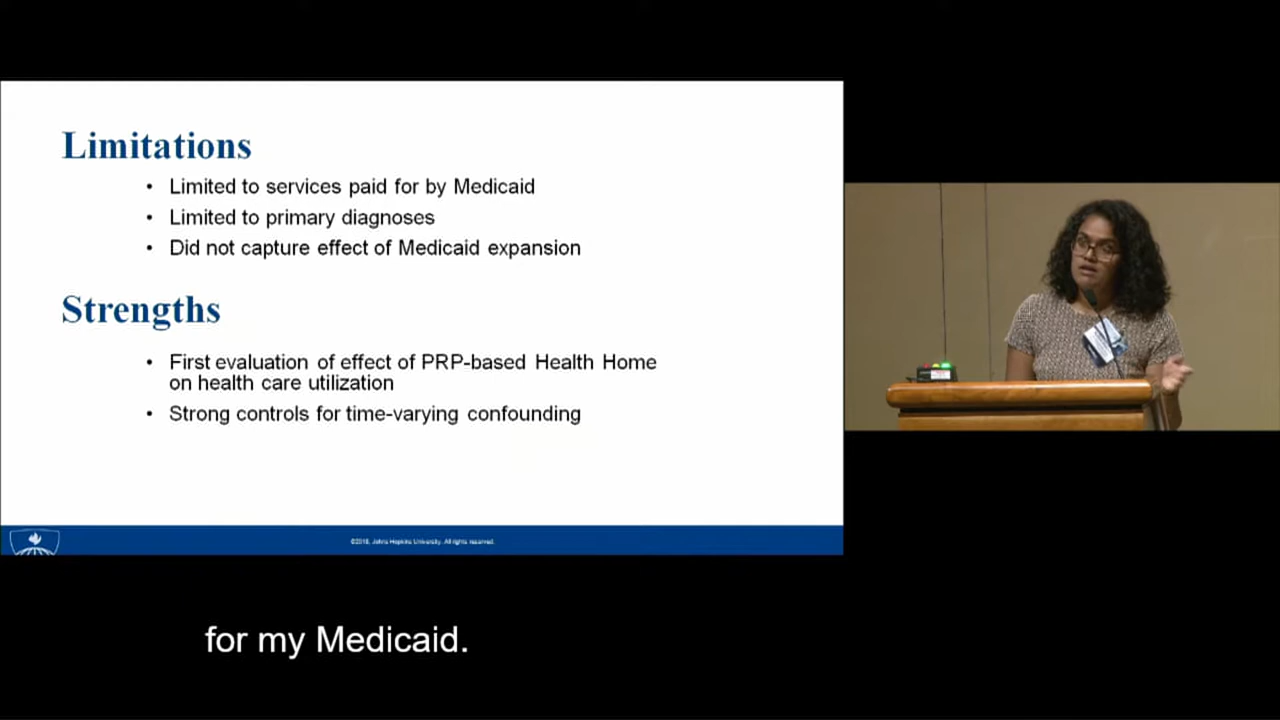 Limitations
• Limited to services paid for by Medicaid
• Limited to primary diagnoses
• Did not capture effect of Medicaid expansion
Strengths
• First evaluation of effect of PRP-based Health Home
on health care utilization
• Strong controls for time-varying confounding
©2018, Johns Hopkins University. All rights reserved.
for my Medicaid.